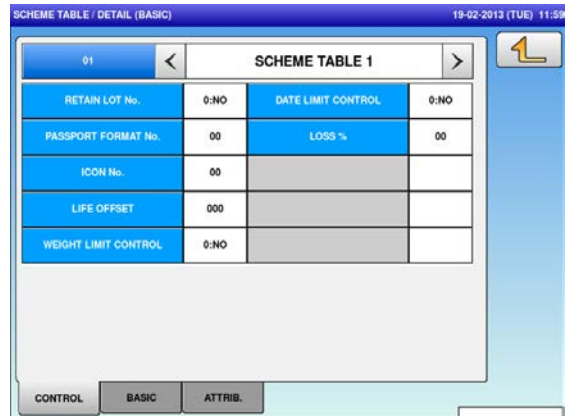 SCHEME TABLE / DETAIL (BASIC) 19-02-2013 (TUE) 11:59
01 < SCHEME TABLE 1 >
RETAIN LOT No. 0:NO DATE LIMIT CONTROL 0:NO
PASSPORT FORMAT No. 00 LOSS % 00
ICON No. 00
LIFE OFFSET 000
WEIGHT LIMIT CONTROL 0:NO
CONTROL BASIC ATTRIB.